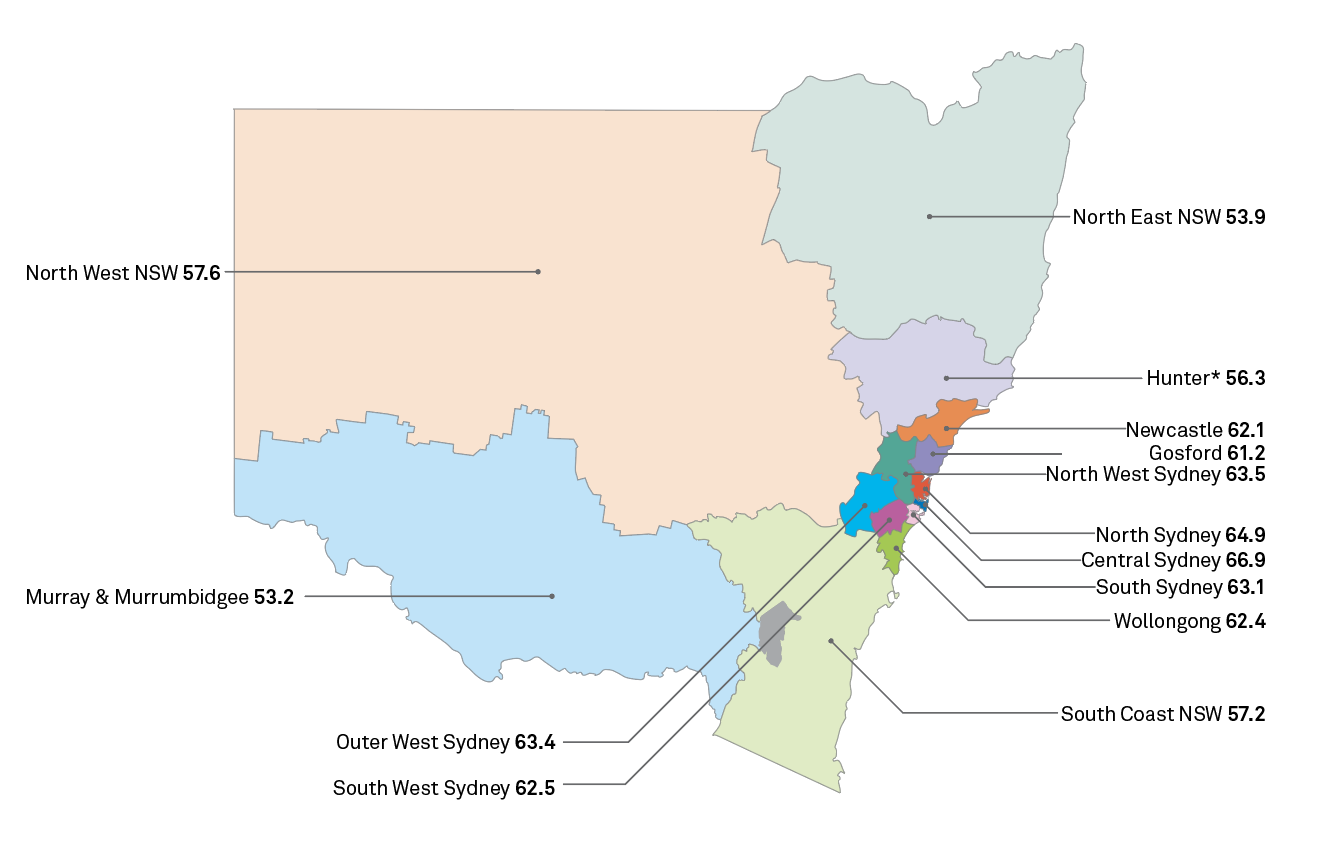 North East NSW 53.9
North West NSW 57.6
Hunter* 56.3
Newcastle 62.1
Gosford 61.2
North West Sydney 63.5
North Sydney 64.9
Central Sydney 66.9
South Sydney 63.1
Murray & Murrumbidgee 53.2
Wollongong 62.4
South Coast NSW 57.2
Outer West Sydney 63.4
South West Sydney 62.5